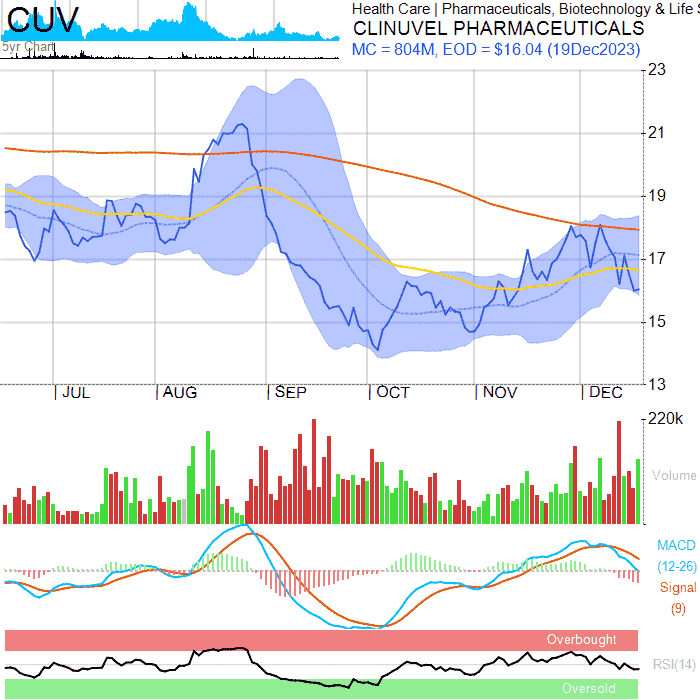 CUV
5yr Chart
Health Care | Pharmaceuticals, Biotechnology & Life S
CLINUVEL PHARMACEUTICALS
MC = 804M, EOD = $16.04 (19Dec2023)
23
21
19
17
15
13
JUL AUG SEP OCT NOV DEC
220k
Volume
MACD
(12-26)
Signal
(9)
Overbought
RSI(14)
Oversold